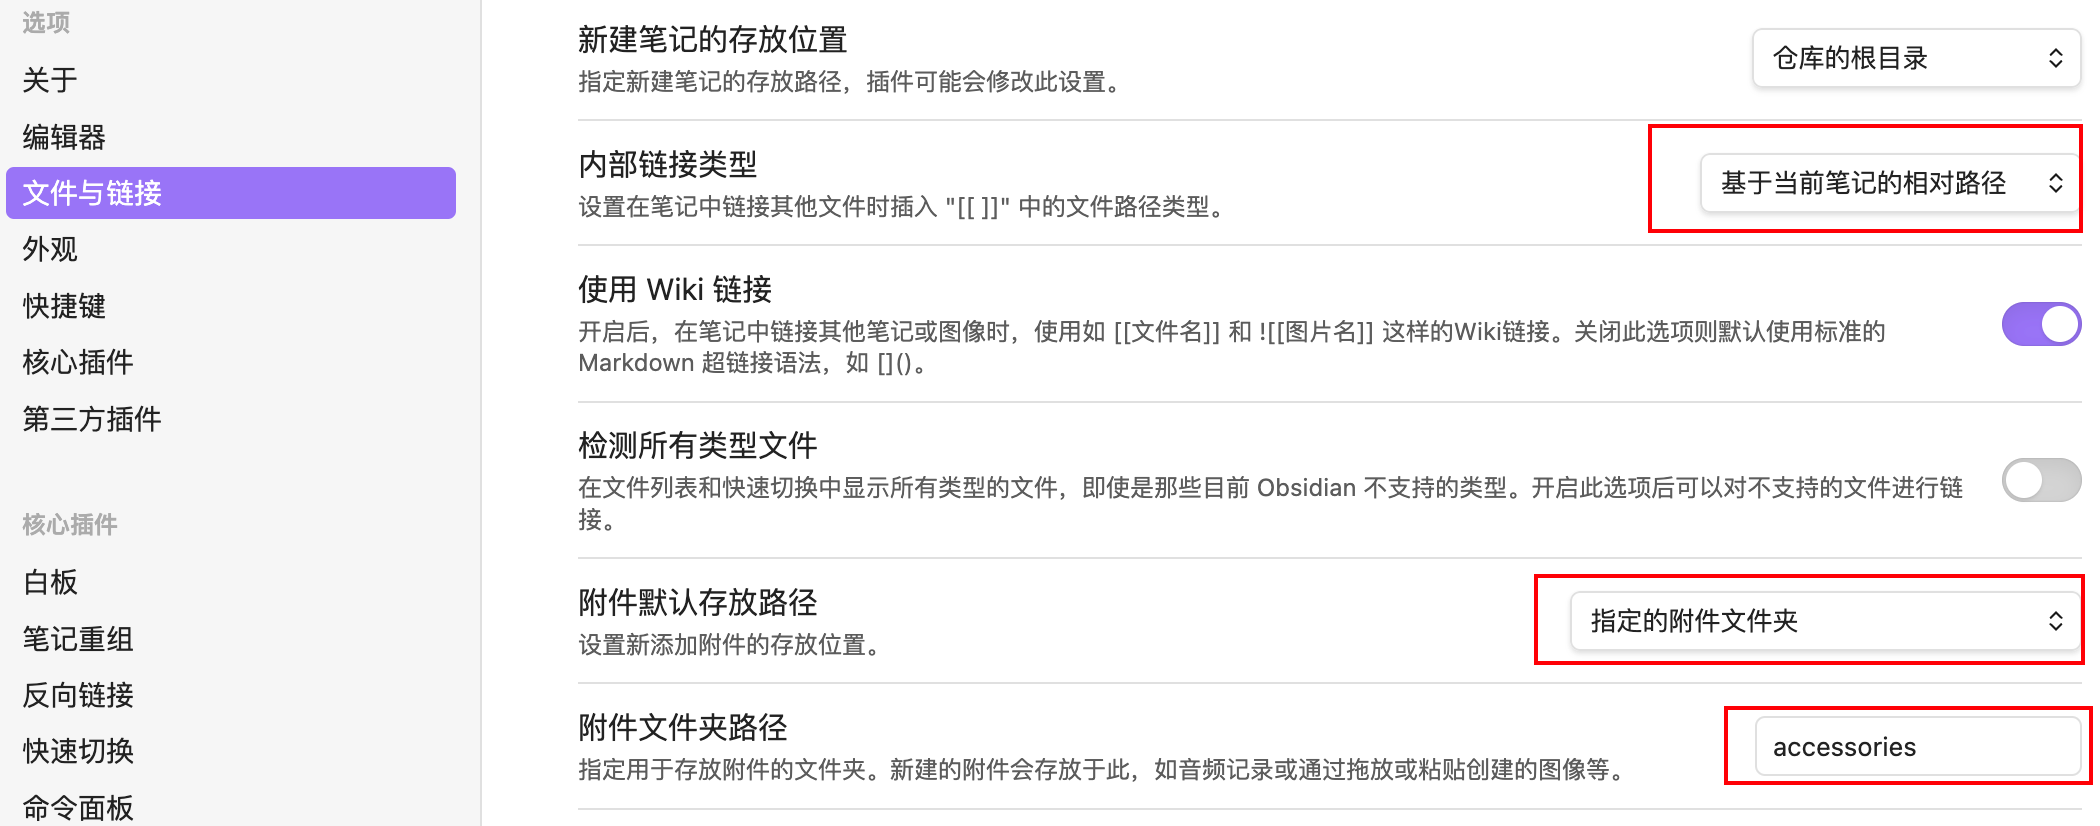 选项
关于
编辑器
文件与链接
外观
快捷键
核心插件
第三方插件
核心插件
白板
笔记重组
反向链接
快速切换
命令面板
新建笔记的存放位置
指定新建笔记的存放路径，插件可能会修改此设置。
仓库的根目录
内部链接类型
设置在笔记中链接其他文件时插入 "[[ ]]" 中的文件路径类型。
基于当前笔记的相对路径
使用 Wiki 链接
开启后，在笔记中链接其他笔记或图像时，使用如 [[文件名]] 和 ![[图片名]] 这样的Wiki链接。关闭此选项则默认使用标准的
Markdown 超链接语法，如 []()。
检测所有类型文件
在文件列表和快速切换中显示所有类型的文件，即使是那些目前 Obsidian 不支持的类型。开启此选项后可以对不支持的文件进行链
接。
附件默认存放路径
设置新添加附件的存放位置。
指定的附件文件夹
附件文件夹路径
指定用于存放附件的文件夹。新建的附件会存放于此，如音频记录或通过拖放或粘贴创建的图像等。
accessories